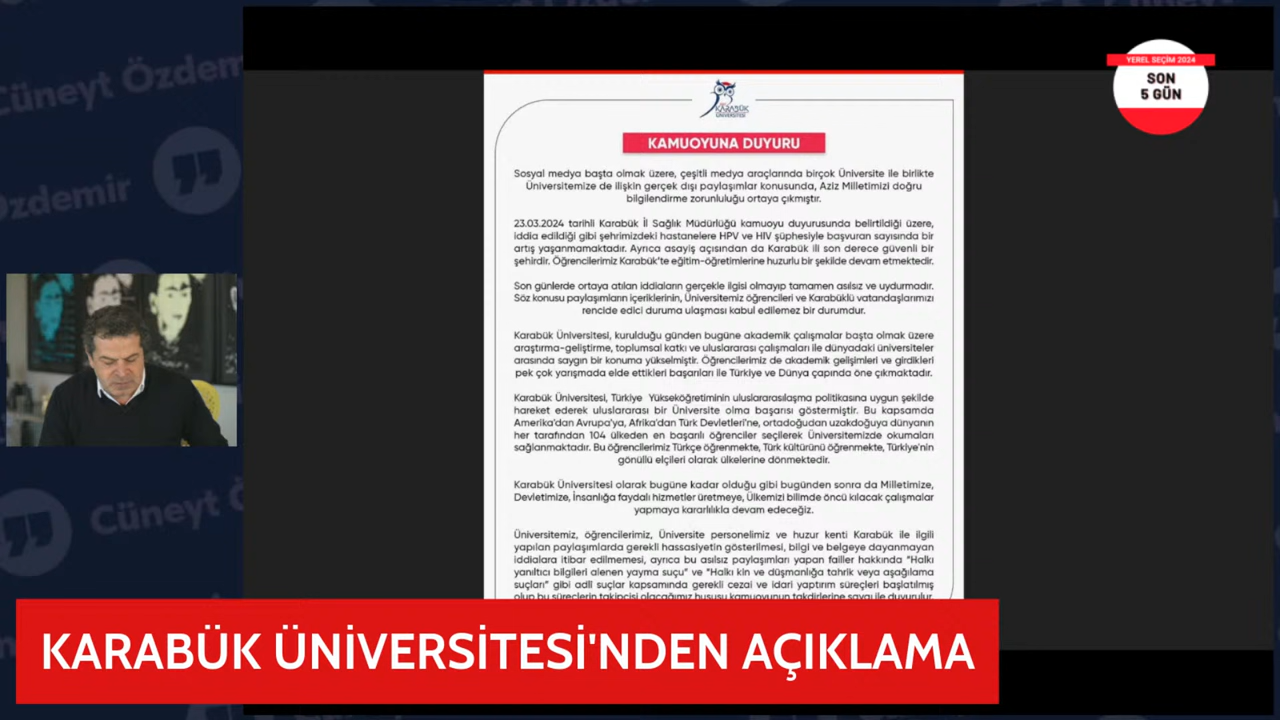 Cüneyt Özdemir
Özdemir
Cüneyt Ö
YEREL SEÇİM 2024
SON
5 GÜN
KARABÜK
ÜNİVERSİTESİ
KAMUOYUNA DUYURU
Sosyal medya başta olmak üzere, çeşitli medya araçlarında birçok Üniversite ile birlikte
Üniversitemize de ilişkin gerçek dışı paylaşımlar konusunda, Aziz Milletimizi doğru
bilgilendirme zorunluluğu ortaya çıkmıştır.
23.03.2024 tarihli Karabük İl Sağlık Müdürlüğü kamuoyu duyurusunda belirtildiği üzere,
iddia edildiği gibi şehrimizdeki hastanelere HPV ve HIV şüphesiyle başvuran sayısında bir
artış yaşanmamaktadır. Ayrıca asayiş açısından da Karabük ili son derece güvenli bir
şehirdir. Öğrencilerimiz Karabük'te eğitim-öğretimlerine huzurlu bir şekilde devam etmektedir.
Son günlerde ortaya atılan iddiaların gerçekle ilgisi olmayıp tamamen asılsız ve uydurmadır.
Söz konusu paylaşımların içeriklerinin, Üniversitemiz öğrencileri ve Karabüklü vatandaşlarımızı
rencide edici duruma ulaşması kabul edilemez bir durumdur.
Karabük Üniversitesi, kurulduğu günden bugüne akademik çalışmalar başta olmak üzere
araştırma-geliştirme, toplumsal katkı ve uluslararası çalışmaları ile dünyadaki üniversiteler
arasında saygın bir konuma yükselmiştir. Öğrencilerimiz de akademik gelişimleri ve girdikleri
pek çok yarışmada elde ettikleri başarıları ile Türkiye ve Dünya çapında öne çıkmaktadır.
Karabük Üniversitesi, Türkiye Yükseköğretiminin uluslararasılaşma politikasına uygun şekilde
hareket ederek uluslararası bir Üniversite olma başarısı göstermiştir. Bu kapsamda
Amerika'dan Avrupa'ya, Afrika'dan Türk Devletleri'ne, ortadoğudan uzakdoğuya dünyanın
her tarafından 104 ülkeden en başarılı öğrenciler seçilerek Üniversitemizde okumaları
sağlanmaktadır. Bu öğrencilerimiz Türkçe öğrenmekte, Türk kültürünü öğrenmekte, Türkiye'nin
gönüllü elçileri olarak ülkelerine dönmektedir.
Karabük Üniversitesi olarak bugüne kadar olduğu gibi bugünden sonra da Milletimize,
Devletimize, İnsanlığa faydalı hizmetler üretmeye, Ülkemizi bilimde öncü kılacak çalışmalar
yapmaya kararlılıkla devam edeceğiz.
Üniversitemiz, öğrencilerimiz, Üniversite personelimiz ve huzur kenti Karabük ile ilgili
yapılan paylaşımlarda gerekli hassasiyetin gösterilmesi, bilgi ve belgeye dayanmayan
iddialara itibar edilmemesi, ayrıca bu asılsız paylaşımları yapan failler hakkında "Halkı
yanıltıcı bilgileri alenen yayma suçu" ve "Halkı kin ve düşmanlığa tahrik veya aşağılama
suçları" gibi adli suçlar kapsamında gerekli cezai ve idari yaptırım süreçleri başlatılmış
olup bu süreçlerin takipçisi olacağımız hususu kamuoyunun takdirlerine saygı ile duyurulur.
KARABÜK ÜNİVERSİTESİ'NDEN AÇIKLAMA